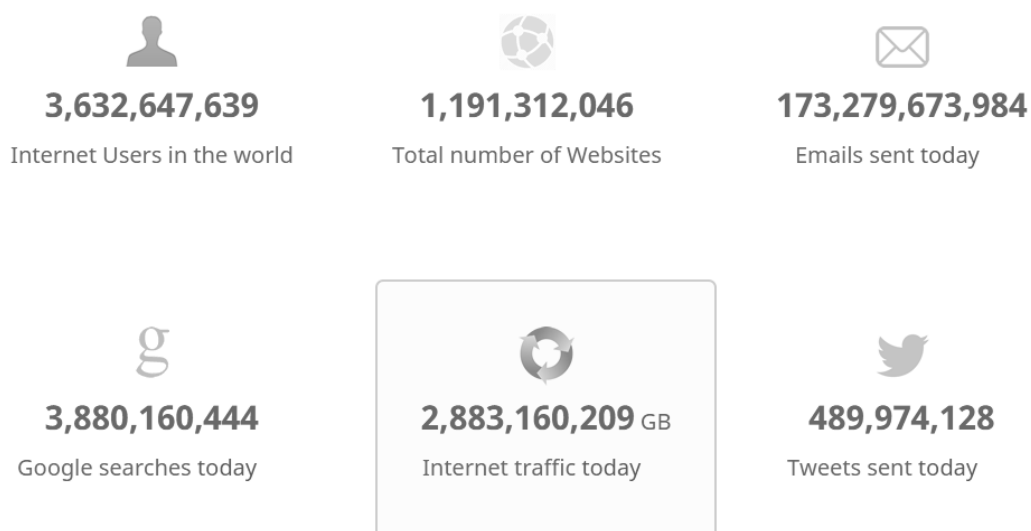 3,632,647,639
Internet Users in the world
1,191,312,046
Total number of Websites
173,279,673,984
Emails sent today
g
3,880,160,444
Google searches today
2,883,160,209 GB
Internet traffic today
489,974,128
Tweets sent today